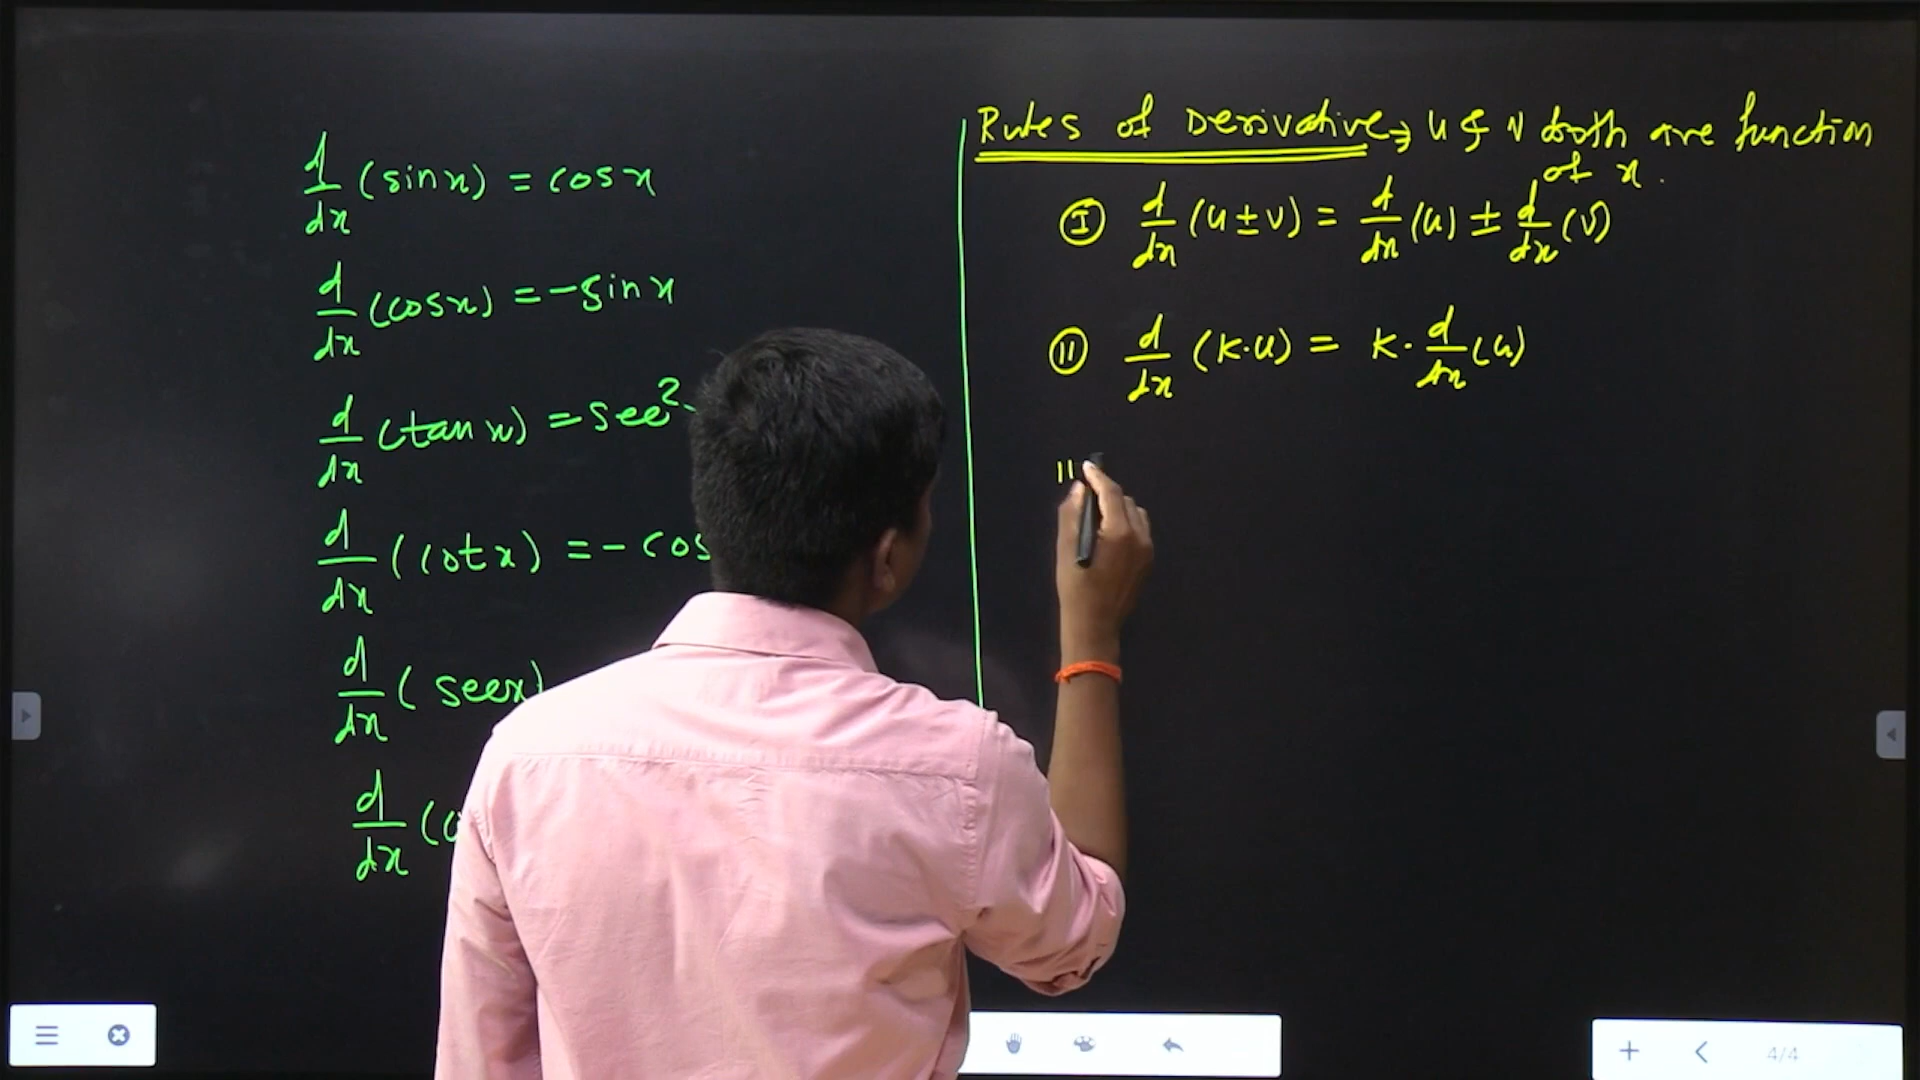 d/dx (sinx) = cosx
d/dx (cosx) = -sinx
d/dx (tanx) = sec²
d/dx (cotx) = - cos
d/dx (secx)
d/dx (
Rules of Derivative → u & v both are function of x.
I d/dx (u ± v) = d/dx (u) ± d/dx (v)
II d/dx (K·u) = K· d/dx (u)
II
4/4